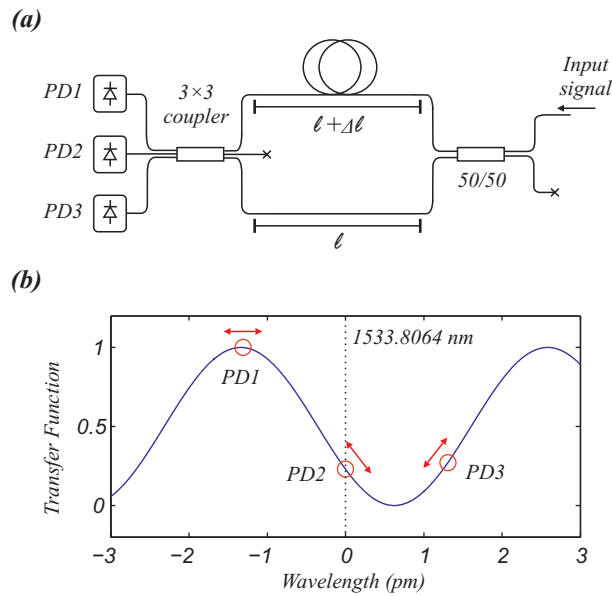 (a)
PD1
PD2
PD3
3×3
coupler
ℓ + Δℓ
ℓ
50/50
Input
signal
(b)
Transfer Function
1
0.5
0
1533.8064 nm
PD1
PD2
PD3
−3 −2 −1 0 1 2 3
Wavelength (pm)